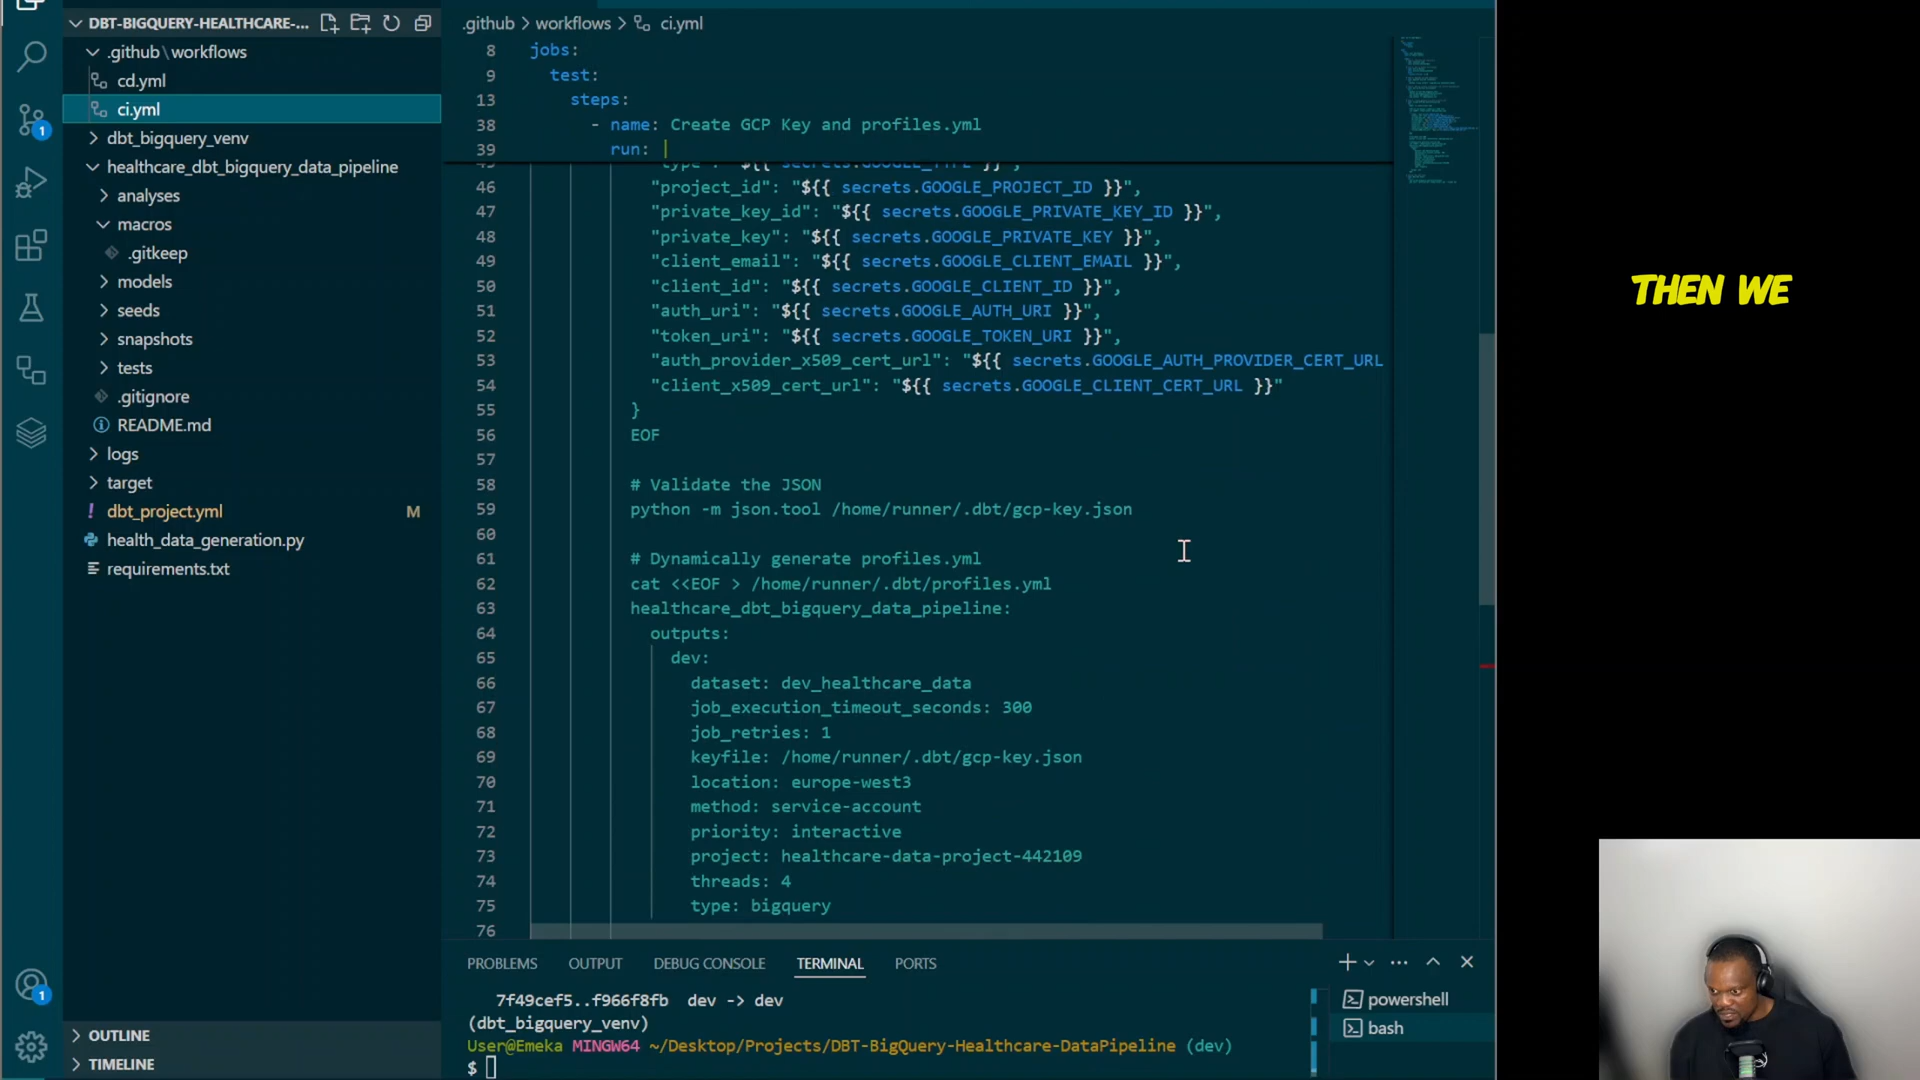 DBT-BIGQUERY-HEALTHCARE-...
.github\workflows
cd.yml
ci.yml
dbt_bigquery_venv
healthcare_dbt_bigquery_data_pipeline
analyses
macros
.gitkeep
models
seeds
snapshots
tests
.gitignore
README.md
logs
target
dbt_project.yml M
health_data_generation.py
requirements.txt
OUTLINE
TIMELINE
1
1
.github > workflows > ci.yml
8 jobs:
9 test:
13 steps:
38 - name: Create GCP Key and profiles.yml
39 run: |
46 "project_id": "${{ secrets.GOOGLE_PROJECT_ID }}",
47 "private_key_id": "${{ secrets.GOOGLE_PRIVATE_KEY_ID }}",
48 "private_key": "${{ secrets.GOOGLE_PRIVATE_KEY }}",
49 "client_email": "${{ secrets.GOOGLE_CLIENT_EMAIL }}",
50 "client_id": "${{ secrets.GOOGLE_CLIENT_ID }}",
51 "auth_uri": "${{ secrets.GOOGLE_AUTH_URI }}",
52 "token_uri": "${{ secrets.GOOGLE_TOKEN_URI }}",
53 "auth_provider_x509_cert_url": "${{ secrets.GOOGLE_AUTH_PROVIDER_CERT_URL
54 "client_x509_cert_url": "${{ secrets.GOOGLE_CLIENT_CERT_URL }}"
55 }
56 EOF
57
58 # Validate the JSON
59 python -m json.tool /home/runner/.dbt/gcp-key.json
60
61 # Dynamically generate profiles.yml
62 cat <<EOF > /home/runner/.dbt/profiles.yml
63 healthcare_dbt_bigquery_data_pipeline:
64 outputs:
65 dev:
66 dataset: dev_healthcare_data
67 job_execution_timeout_seconds: 300
68 job_retries: 1
69 keyfile: /home/runner/.dbt/gcp-key.json
70 location: europe-west3
71 method: service-account
72 priority: interactive
73 project: healthcare-data-project-442109
74 threads: 4
75 type: bigquery
76
PROBLEMS OUTPUT DEBUG CONSOLE TERMINAL PORTS
7f49cef5..f966f8fb dev -> dev
(dbt_bigquery_venv)
User@Emeka MINGW64 ~/Desktop/Projects/DBT-BigQuery-Healthcare-DataPipeline (dev)
$
powershell
bash
THEN WE